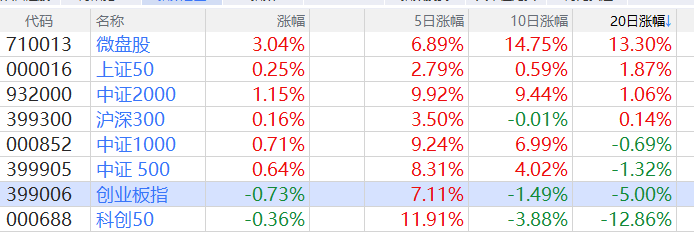 代码 名称 涨幅 5日涨幅 10日涨幅 20日涨幅↓
710013 微盘股 3.04% 6.89% 14.75% 13.30%
000016 上证50 0.25% 2.79% 0.59% 1.87%
932000 中证2000 1.15% 9.92% 9.44% 1.06%
399300 沪深300 0.16% 3.50% -0.01% 0.14%
000852 中证1000 0.71% 9.24% 6.99% -0.69%
399905 中证 500 0.64% 8.31% 4.02% -1.32%
399006 创业板指 -0.73% 7.11% -1.49% -5.00%
000688 科创50 -0.36% 11.91% -3.88% -12.86%